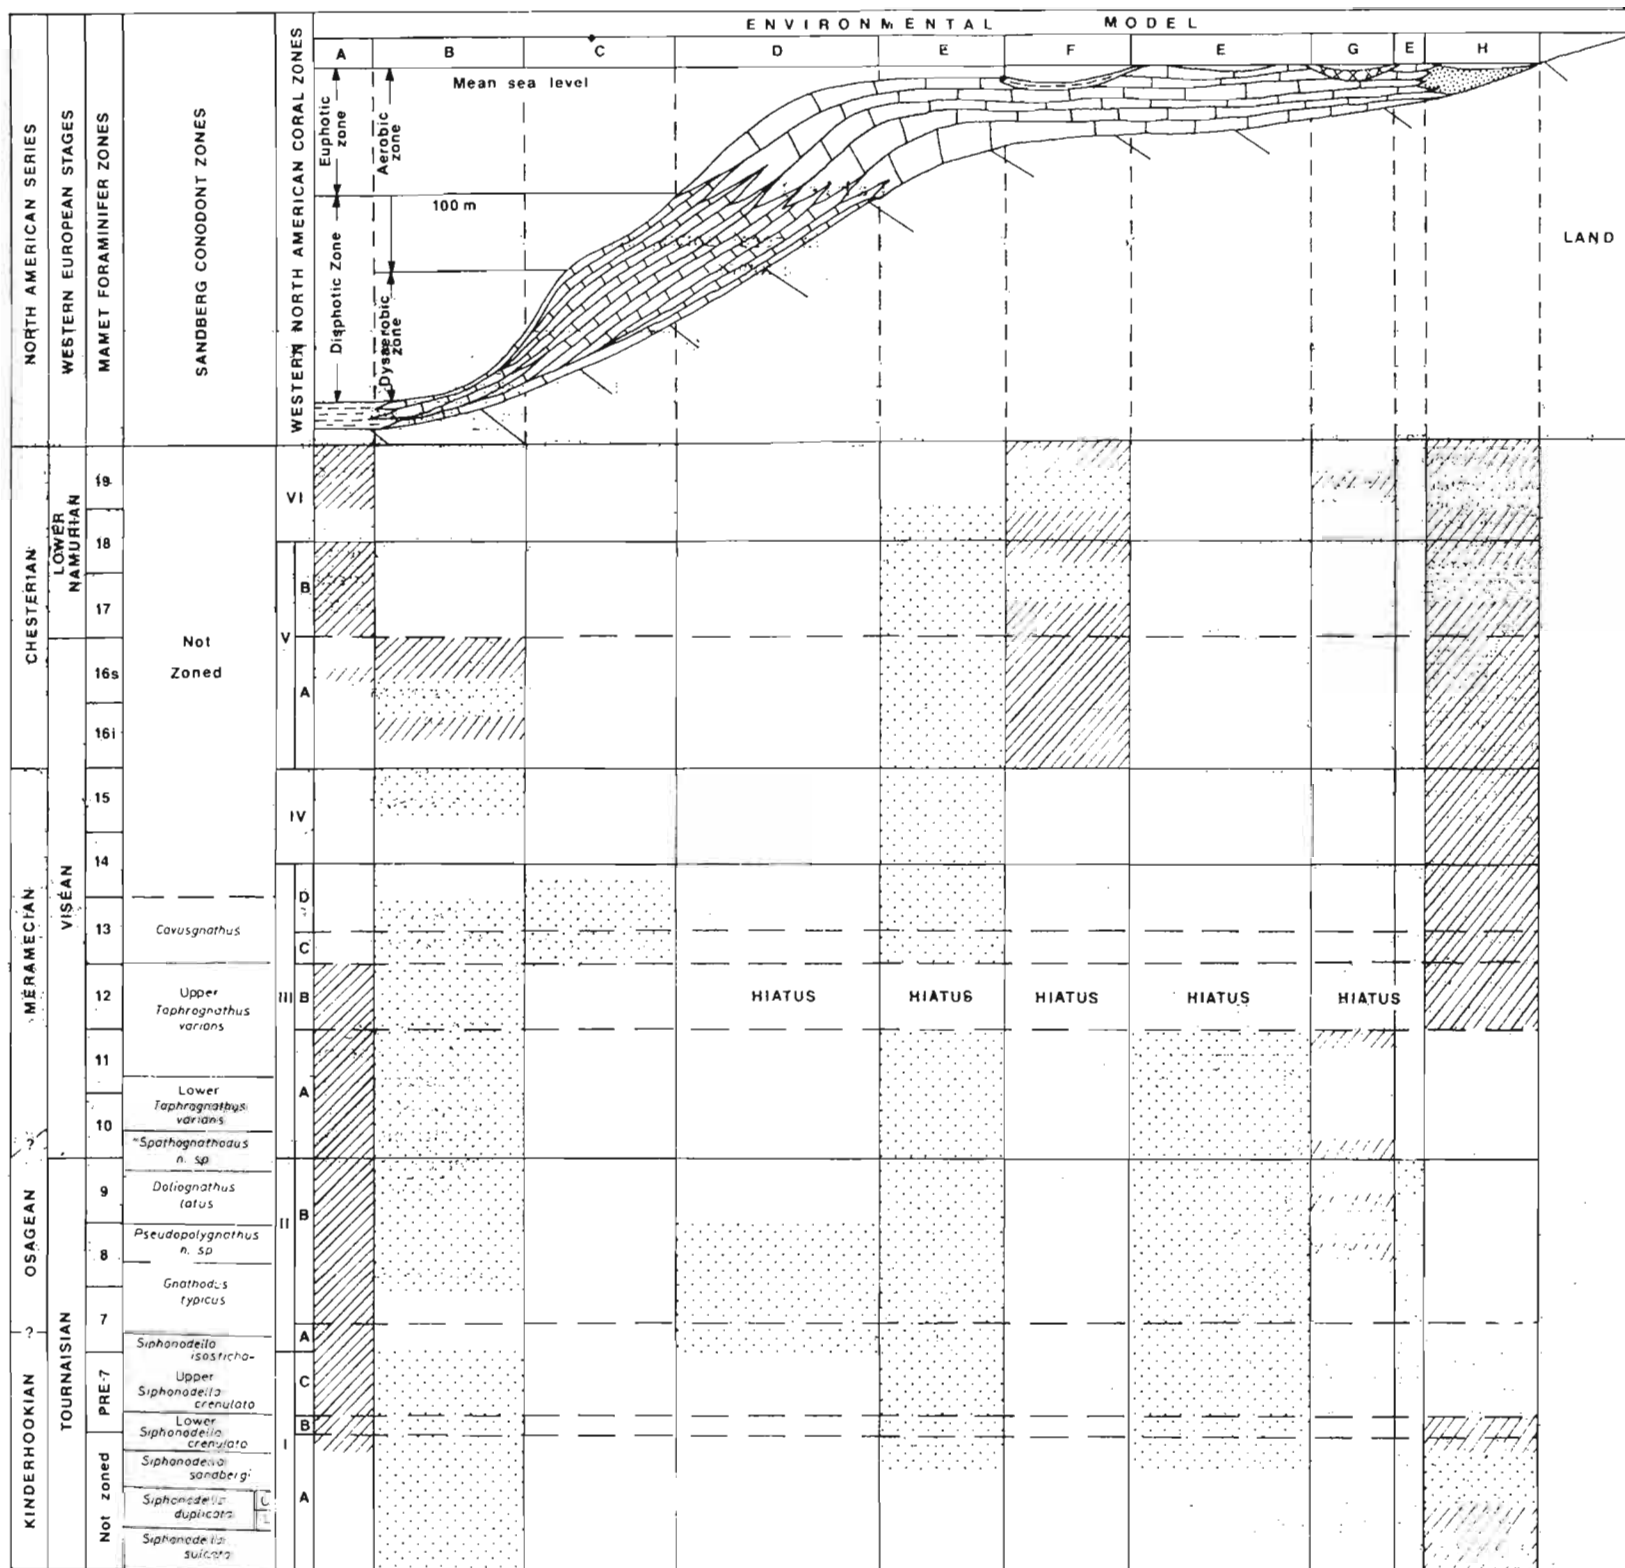 ENVIRONMENTAL MODEL
A B C D E F E G E H
NORTH AMERICAN SERIES
WESTERN EUROPEAN STAGES
MAMET FORAMINIFER ZONES
SANDBERG CONODONT ZONES
WESTERN NORTH AMERICAN CORAL ZONES
Euphotic
zone
Aerobic
zone
Mean sea level
100 m
Disphotic Zone
Dysaerobic
zone
LAND
CHESTERIAN
MERAMECIAN
?
OSAGEAN
?
KINDERHOOKIAN
LOWER
NAMURIAN
VISÉAN
TOURNAISIAN
19
18
17
16s
16i
15
14
13
12
11
10
9
8
7
PRE-7
Not zoned
Not
Zoned
Cavusgnathus
Upper
Taphrognathus
varians
Lower
Taphrognathus
varians
"Spathognathodus
n. sp
Doliognathus
latus
Pseudopolygnathus
n. sp
Gnathodus
typicus
Siphonodella
isosticha-
Upper
Siphonodella
crenulata
Lower
Siphonodella
crenulata
Siphonodella
sandbergi
Siphonodella
duplicata
Siphonodella
sulcata
VI
V
B
A
IV
III
D
C
B
A
II
B
A
I
C
B
A
HIATUS HIATUS HIATUS HIATUS HIATUS